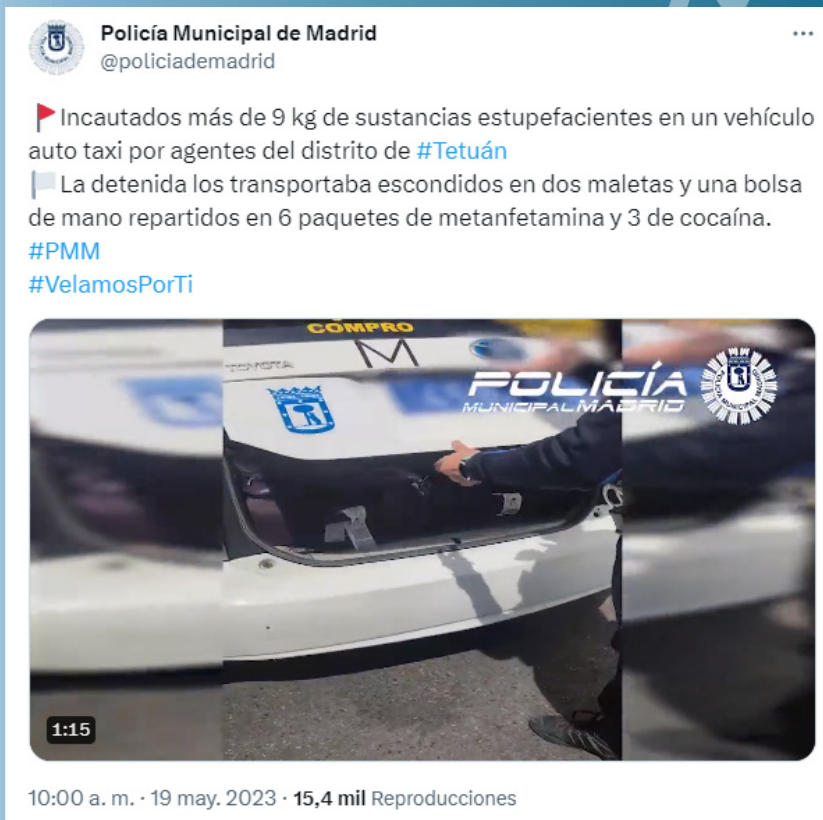 Policía Municipal de Madrid
@policiademadrid
Incautados más de 9 kg de sustancias estupefacientes en un vehículo
auto taxi por agentes del distrito de #Tetuán
La detenida los transportaba escondidos en dos maletas y una bolsa
de mano repartidos en 6 paquetes de metanfetamina y 3 de cocaína.
#PMM
#VelamosPorTi
COMPRO
TOYOTA
M
POLICÍA
MUNICIPAL MADRID
1:15
10:00 a. m. · 19 may. 2023 · 15,4 mil Reproducciones